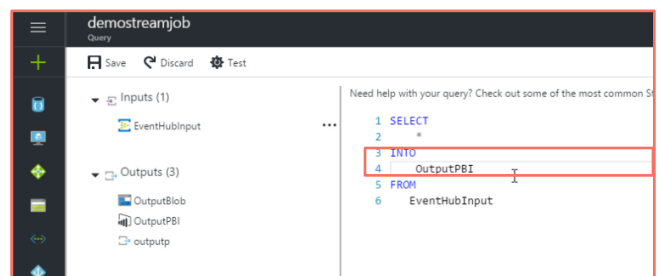 demostreamjob
Query
Save Discard Test
Inputs (1)
EventHubInput
Outputs (3)
OutputBlob
OutputPBI
outputp
Need help with your query? Check out some of the most common
1 SELECT
2 *
3 INTO
4 OutputPBI
5 FROM
6 EventHubInput